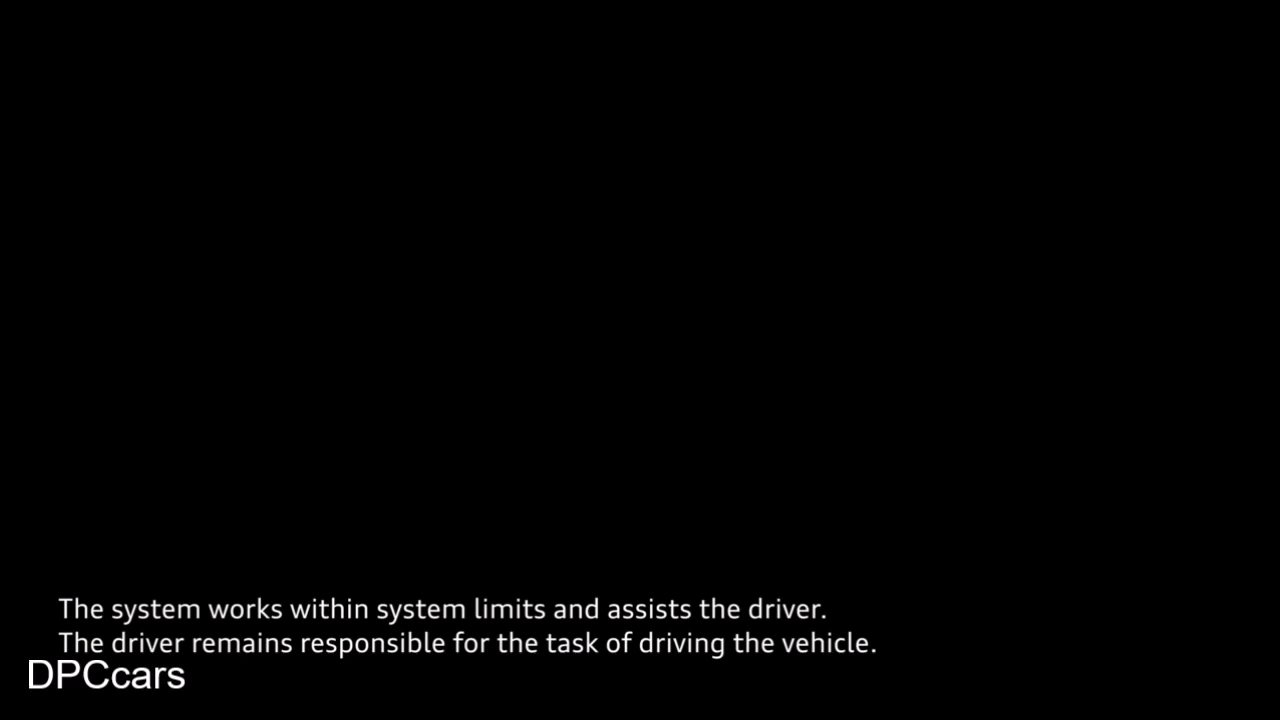 The system works within system limits and assists the driver.
The driver remains responsible for the task of driving the vehicle.
DPCcars